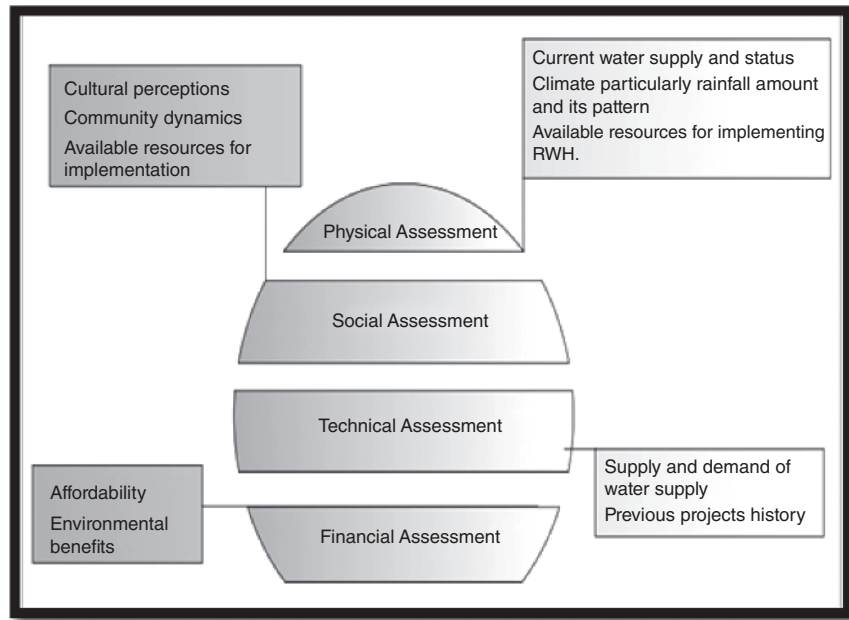 Cultural perceptions
Community dynamics
Available resources for
implementation
Current water supply and status
Climate particularly rainfall amount
and its pattern
Available resources for implementing
RWH.
Physical Assessment
Social Assessment
Technical Assessment
Supply and demand of
water supply
Previous projects history
Affordability
Environmental
benefits
Financial Assessment